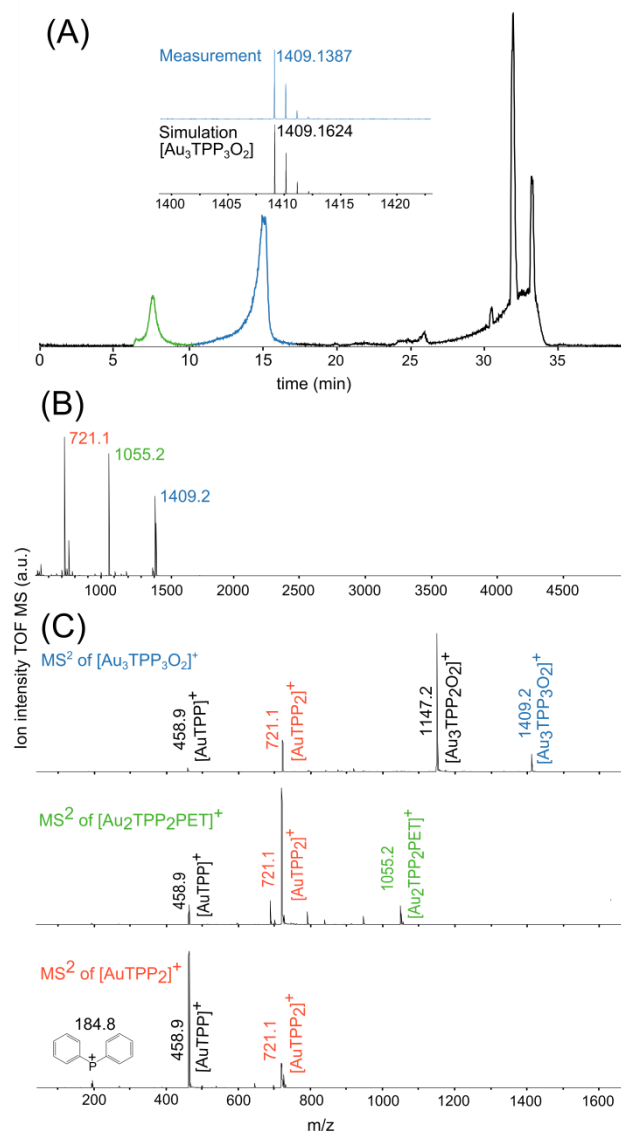 (A)
Measurement
1409.1387
Simulation
[Au₃TPP₃O₂]
1409.1624
1400 1405 1410 1415 1420
0 5 10 15 20 25 30 35
time (min)
(B)
721.1
1055.2
1409.2
1000 1500 2000 2500 3000 3500 4000 4500
Ion intensity TOF MS (a.u.)
(C)
MS² of [Au₃TPP₃O₂]⁺
458.9
[AuTPP]⁺
721.1
[AuTPP₂]⁺
1147.2
[Au₃TPP₂O₂]⁺
1409.2
[Au₃TPP₃O₂]⁺
MS² of [Au₂TPP₂PET]⁺
458.9
[AuTPP]⁺
721.1
[AuTPP₂]⁺
1055.2
[Au₂TPP₂PET]⁺
MS² of [AuTPP₂]⁺
184.8
P
+
458.9
[AuTPP]⁺
721.1
[AuTPP₂]⁺
200 400 600 800 1000 1200 1400 1600
m/z